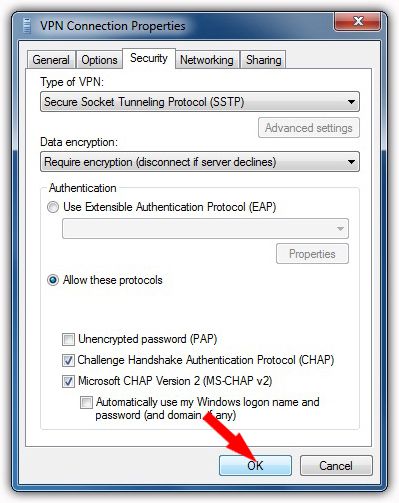 VPN Connection Properties
General Options Security Networking Sharing
Type of VPN:
Secure Socket Tunneling Protocol (SSTP)
Advanced settings
Data encryption:
Require encryption (disconnect if server declines)
Authentication
Use Extensible Authentication Protocol (EAP)
Properties
Allow these protocols
Unencrypted password (PAP)
Challenge Handshake Authentication Protocol (CHAP)
Microsoft CHAP Version 2 (MS-CHAP v2)
Automatically use my Windows logon name and
password (and domain, if any)
OK Cancel